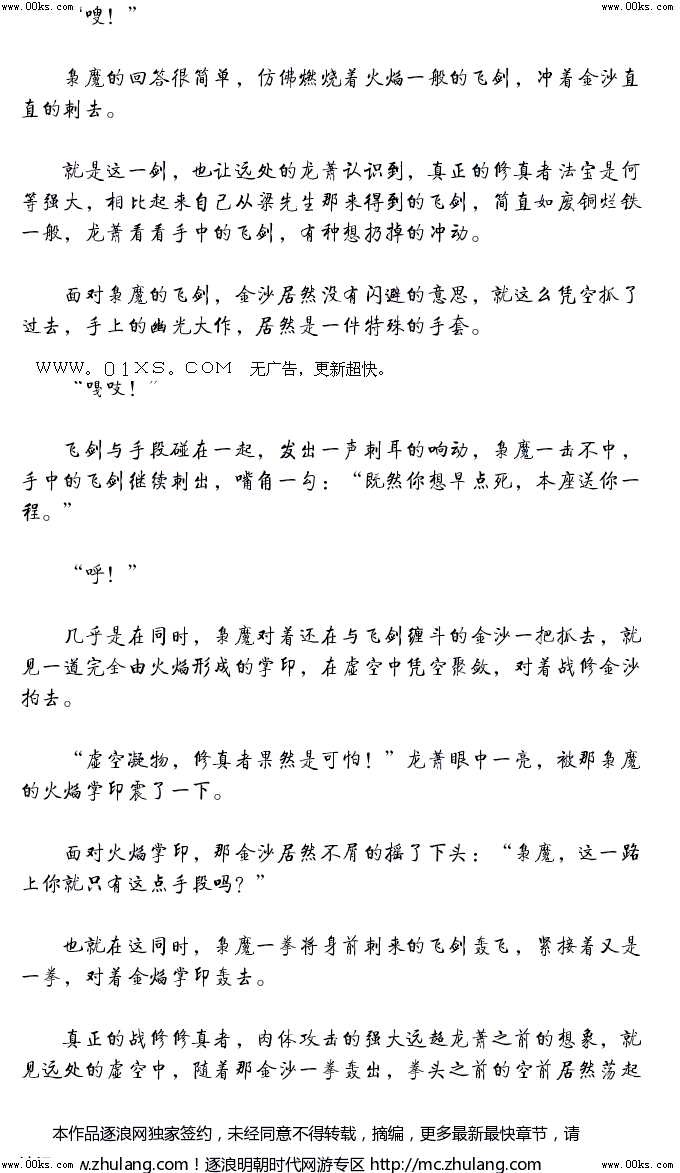 www.00ks.com www.00ks.com
“嗖！”
枭魔的回答很简单，仿佛燃烧着火焰一般的飞剑，冲着金沙直
直的刺去。
就是这一剑，也让远处的龙菁认识到，真正的修真者法宝是何
等强大，相比起来自己从梁先生那来得到的飞剑，简直如废铜烂铁
一般，龙菁看看手中的飞剑，有种想扔掉的冲动。
面对枭魔的飞剑，金沙居然没有闪避的意思，就这么凭空抓了
过去，手上的幽光大作，居然是一件特殊的手套。
WWW。01XS。COM 无广告，更新超快。
“嘎吱！”
飞剑与手段碰在一起，发出一声刺耳的响动，枭魔一击不中，
手中的飞剑继续刺出，嘴角一勾：“既然你想早点死，本座送你一
程。”
“呼！”
几乎是在同时，枭魔对着还在与飞剑缠斗的金沙一把抓去，就
见一道完全由火焰形成的掌印，在虚空中凭空聚敛，对着战修金沙
拍去。
“虚空凝物，修真者果然是可怕！”龙菁眼中一亮，被那枭魔
的火焰掌印震了一下。
面对火焰掌印，那金沙居然不屑的摇了下头：“枭魔，这一路
上你就只有这点手段吗？”
也就在这同时，枭魔一拳将身前刺来的飞剑轰飞，紧接着又是
一拳，对着金焰掌印轰去。
真正的战修修真者，肉体攻击的强大远超龙菁之前的想象，就
见远处的虚空中，随着那金沙一拳轰出，拳头之前的空前居然荡起
本作品逐浪网独家签约，未经同意不得转载，摘编，更多最新最快章节，请
www.00ks.com v.zhulang.com！逐浪明朝时代网游专区 http://mc.zhulang.com www.00ks.com